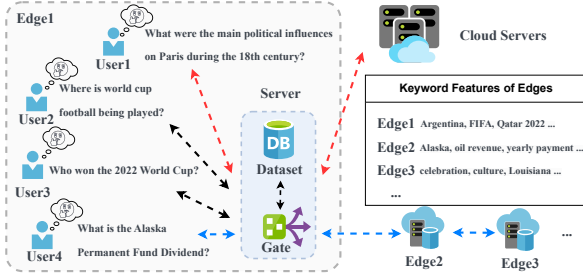 Edge1
What were the main political influences
on Paris during the 18th century?
User1
Where is world cup
football being played?
User2
Who won the 2022 World Cup?
User3
What is the Alaska
Permanent Fund Dividend?
User4
Server
DB
Dataset
Gate
Cloud Servers
Keyword Features of Edges
Edge1 Argentina, FIFA, Qatar 2022 ...
Edge2 Alaska, oil revenue, yearly payment ...
Edge3 celebration, culture, Louisiana ...
...
Edge2
Edge3
...